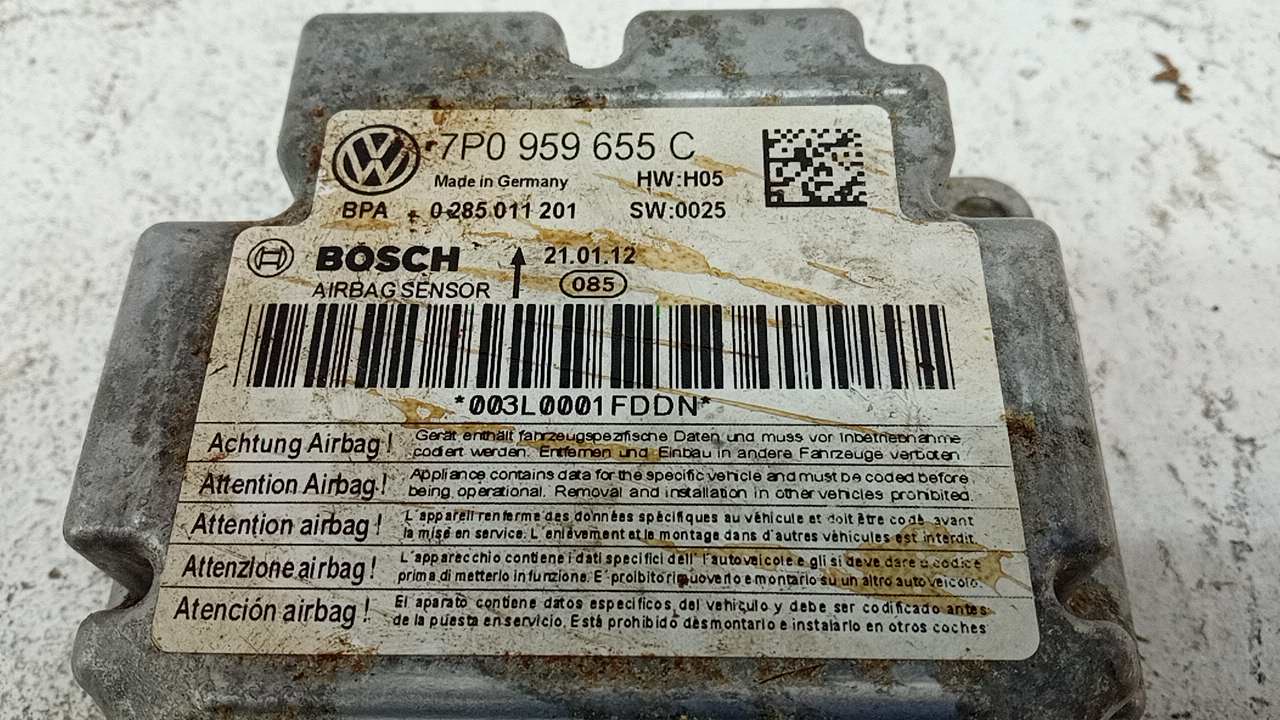 7P0 959 655 C
Made in Germany HW:H05
BPA 0 285 011 201 SW:0025
BOSCH 21.01.12
AIRBAG SENSOR 085
*003L0001FDDN*
Achtung Airbag! Gerät enthält fahrzeugspezifische Daten und muss vor Inbetriebnahme
codiert werden. Entfernen und Einbau in andere Fahrzeuge verboten
Attention Airbag! Appliance contains data for the specific vehicle and must be coded before
being operational. Removal and installation in other vehicles prohibited.
Attention airbag! L'appareil renferme des données spécifiques au véhicule et doit être codé avant
la mise en service. L'enlèvement et le montage dans d'autres véhicules est interdit.
Attenzione airbag! L'apparecchio contiene i dati specifici dell' l'autoveicolo e gli si deve dare il codice
prima di metterlo in funzione. E' proibito rimuoverlo e montarlo su un altro autoveicolo.
Atención airbag! El aparato contiene datos específicos del vehículo y debe ser codificado antes
de la puesta en servicio. Está prohibido desmontarlo e instalarlo en otros coches